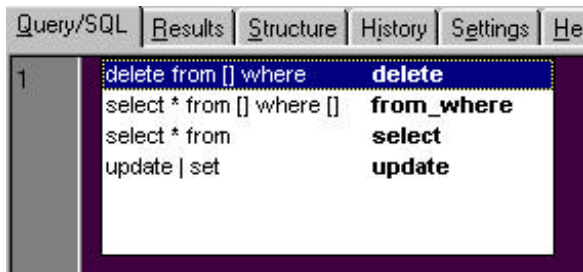 Query/SQL Results Structure History Settings He
1
delete from [] where delete
select * from [] where [] from_where
select * from select
update | set update